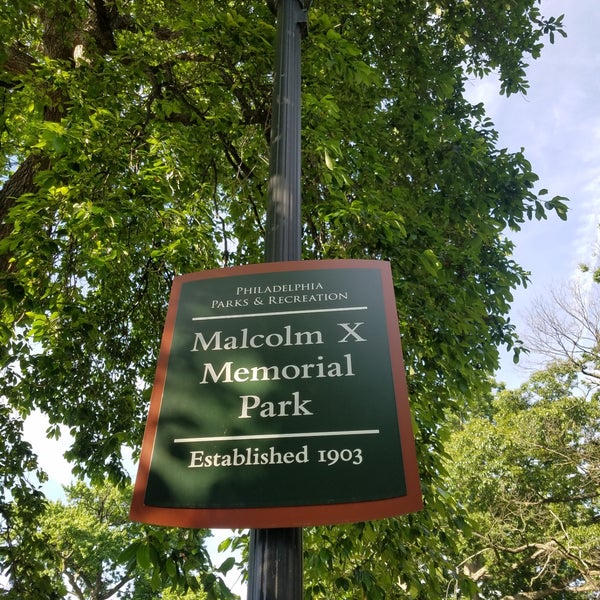 Philadelphia
Parks & Recreation
Malcolm X
Memorial
Park
Established 1903